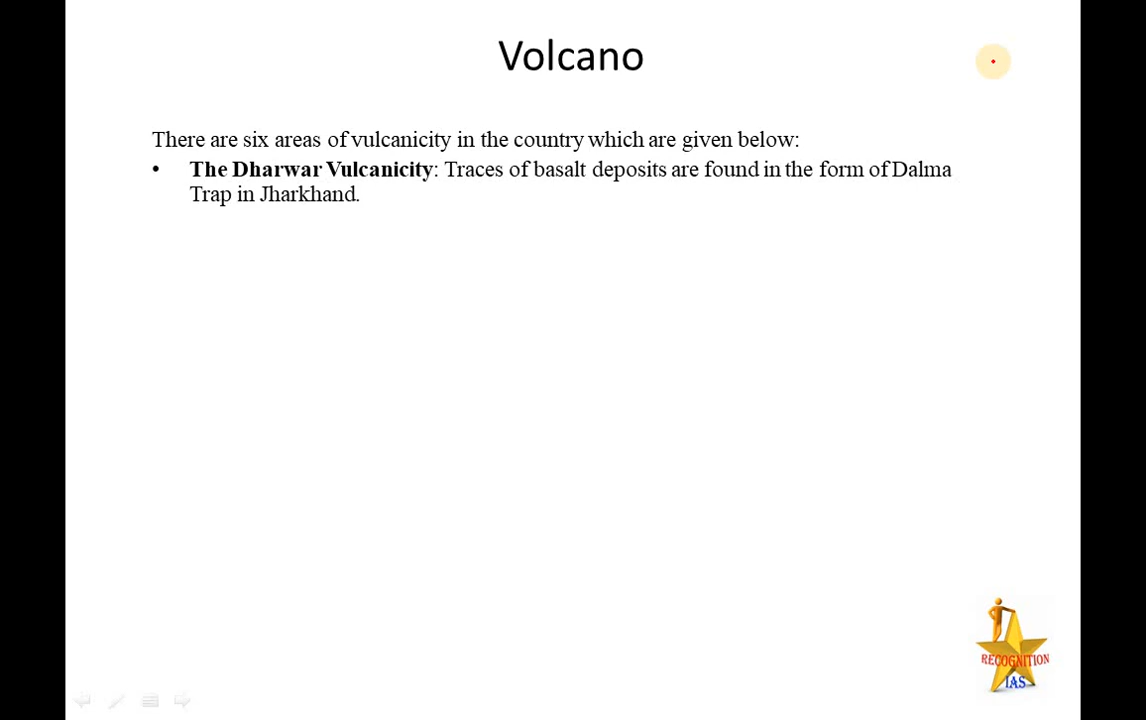 Volcano
There are six areas of vulcanicity in the country which are given below:
• The Dharwar Vulcanicity: Traces of basalt deposits are found in the form of Dalma
Trap in Jharkhand.
RECOGNITION
IAS